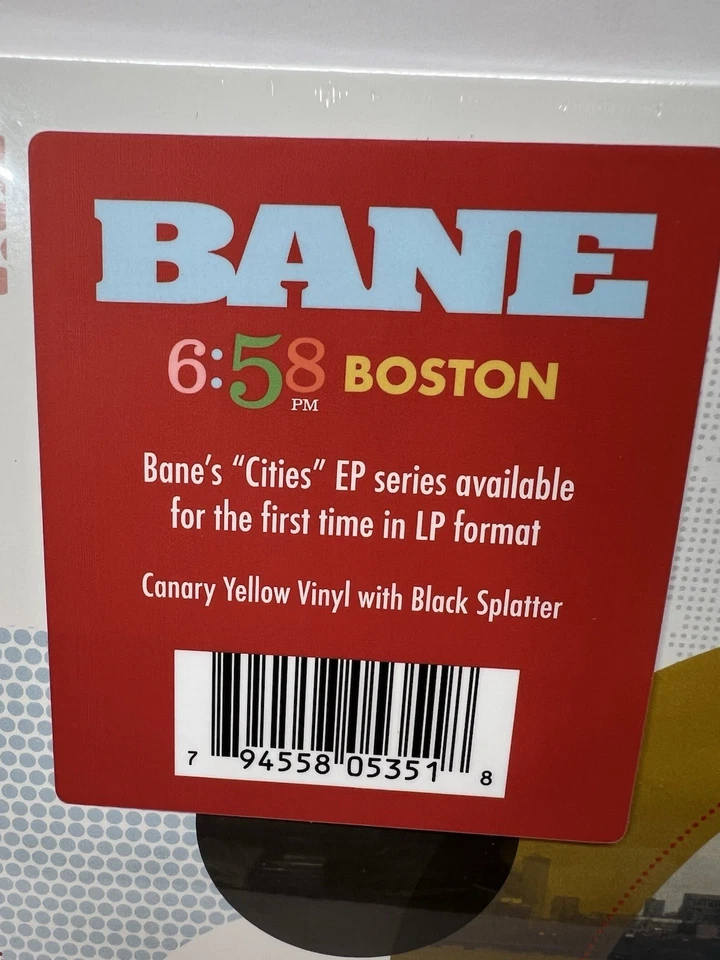 BANE
6:58 PM BOSTON
Bane's “Cities” EP series available
for the first time in LP format
Canary Yellow Vinyl with Black Splatter
7 94558 05351 8